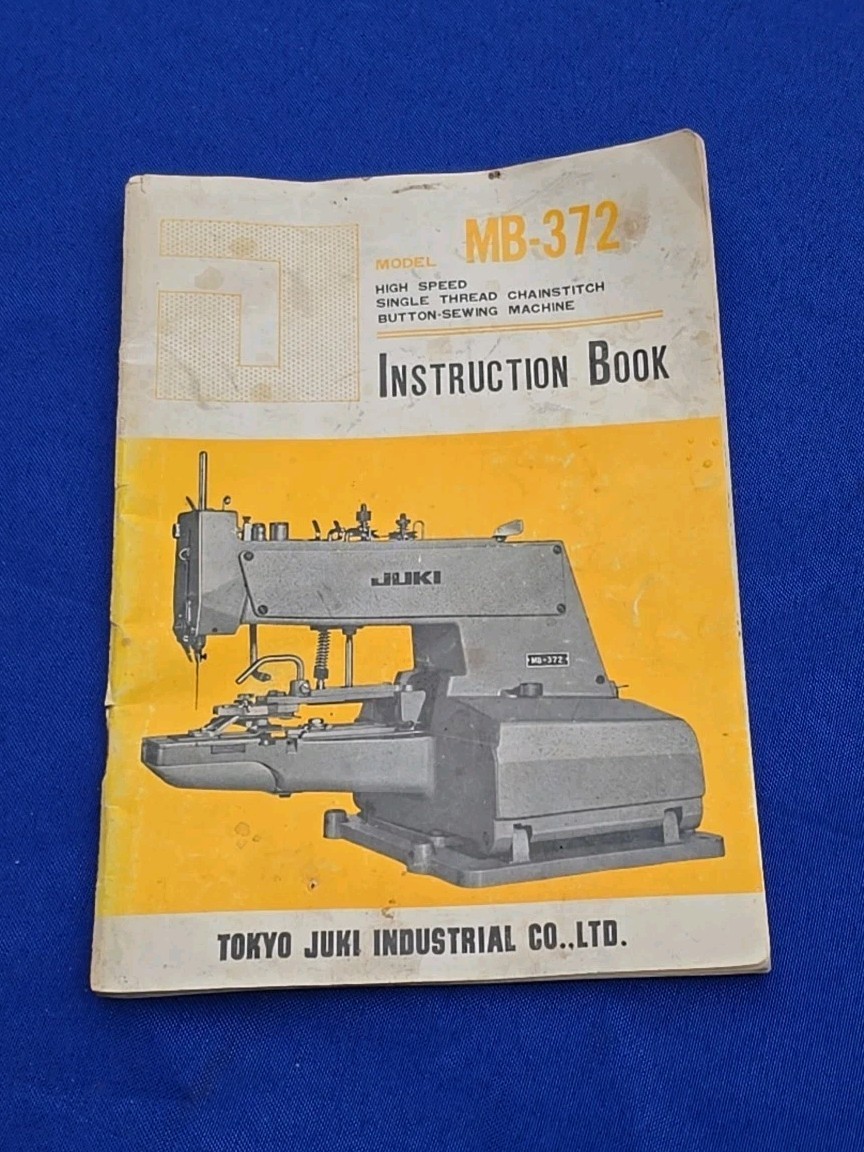 MODEL MB-372
HIGH SPEED
SINGLE THREAD CHAINSTITCH
BUTTON-SEWING MACHINE
INSTRUCTION BOOK
JUKI
MB-372
TOKYO JUKI INDUSTRIAL CO.,LTD.